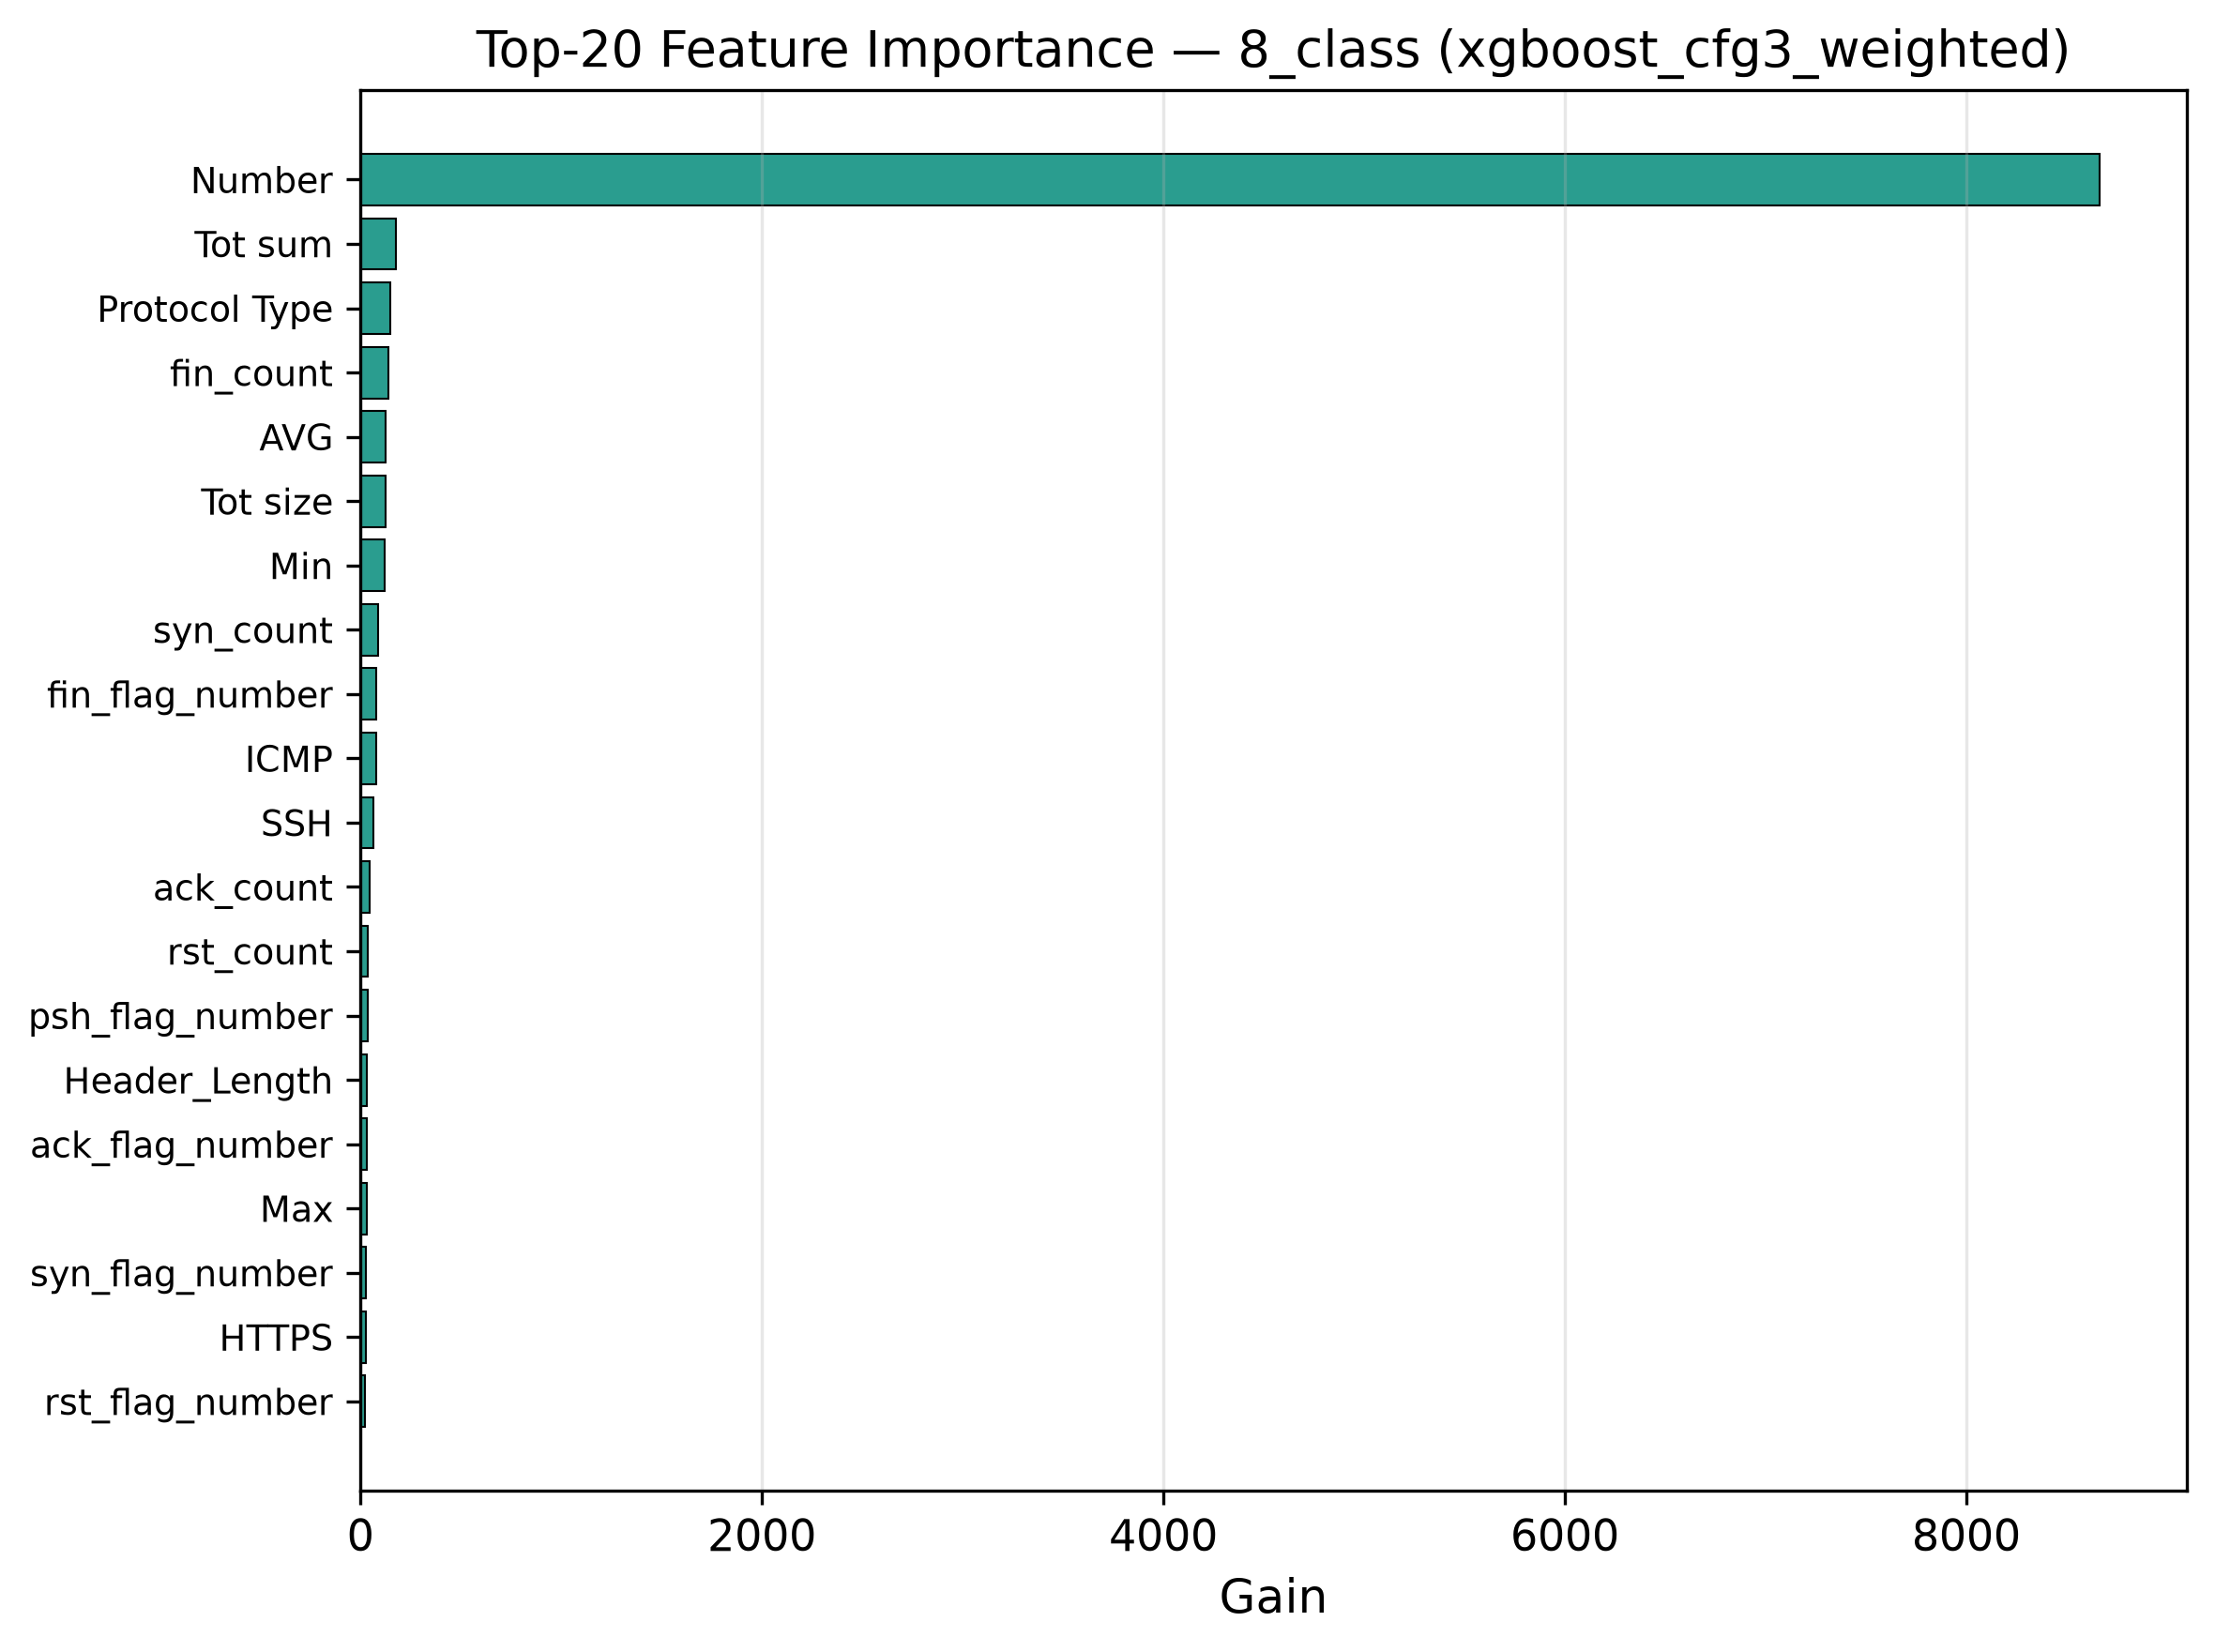 Top-20 Feature Importance — 8_class (xgboost_cfg3_weighted)
Number
Tot sum
Protocol Type
fin_count
AVG
Tot size
Min
syn_count
fin_flag_number
ICMP
SSH
ack_count
rst_count
psh_flag_number
Header_Length
ack_flag_number
Max
syn_flag_number
HTTPS
rst_flag_number
0 2000 4000 6000 8000
Gain